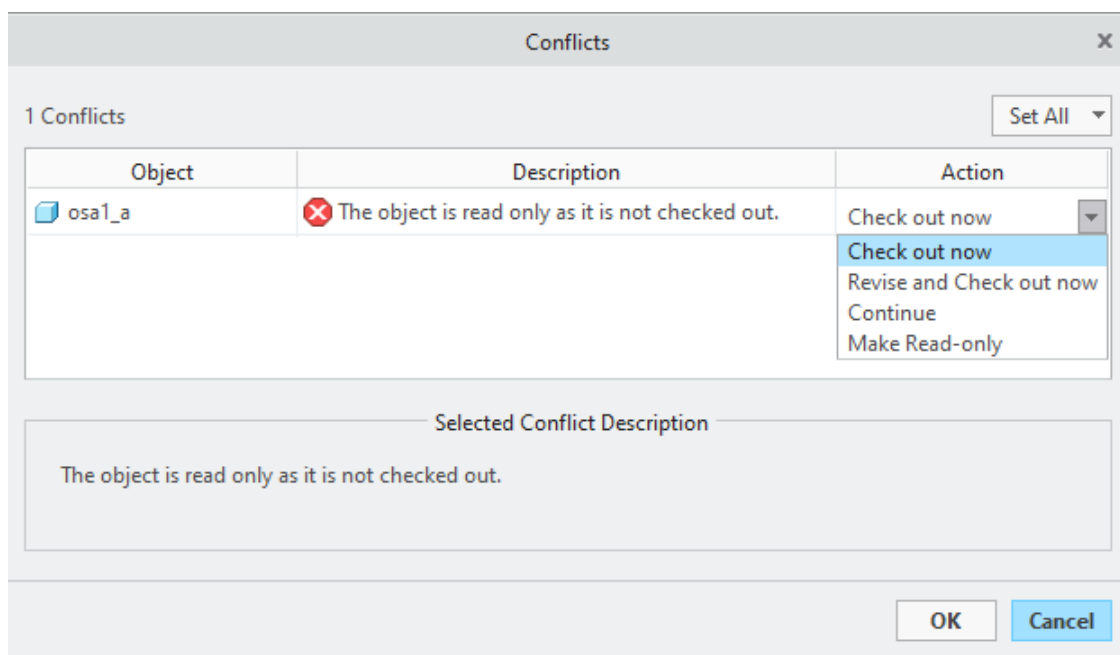 Conflicts
1 Conflicts
Set All
Object Description Action
osa1_a The object is read only as it is not checked out. Check out now
Check out now
Revise and Check out now
Continue
Make Read-only
Selected Conflict Description
The object is read only as it is not checked out.
OK Cancel